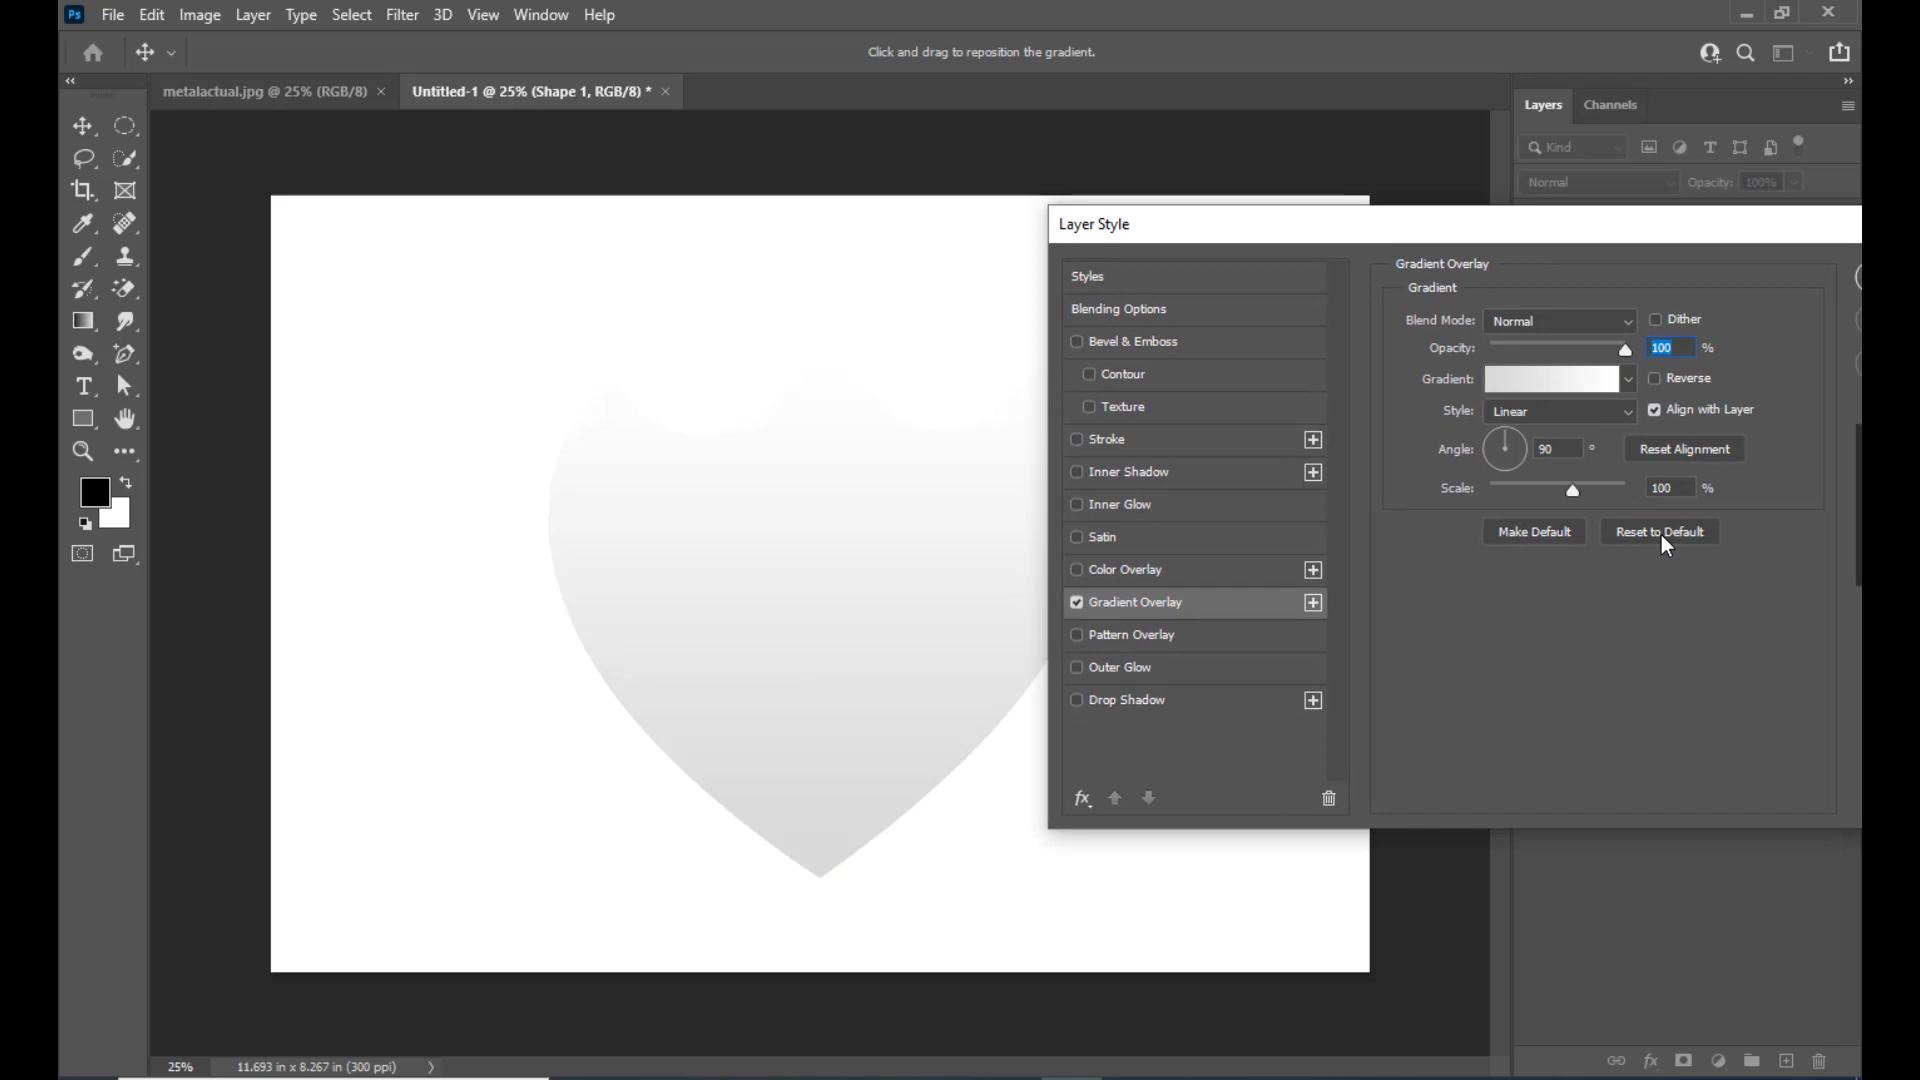 Ps File Edit Image Layer Type Select Filter 3D View Window Help
Click and drag to reposition the gradient.
metalactual.jpg @ 25% (RGB/8) × Untitled-1 @ 25% (Shape 1, RGB/8) * ×
Layers Channels
Kind
Normal Opacity: 100%
Layer Style
Styles
Blending Options
Bevel & Emboss
Contour
Texture
Stroke
Inner Shadow
Inner Glow
Satin
Color Overlay
Gradient Overlay
Pattern Overlay
Outer Glow
Drop Shadow
fx
Gradient Overlay
Gradient
Blend Mode: Normal Dither
Opacity: 100 %
Gradient: Reverse
Style: Linear Align with Layer
Angle: 90 ° Reset Alignment
Scale: 100 %
Make Default Reset to Default
25% 11.693 in x 8.267 in (300 ppi)
fx